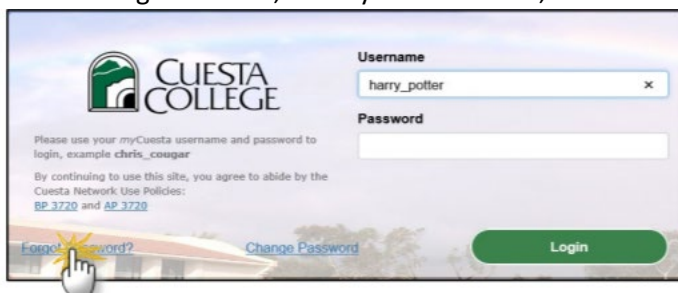 CUESTA
COLLEGE
Please use your myCuesta username and password to
login, example chris_cougar
By continuing to use this site, you agree to abide by the
Cuesta Network Use Policies:
BP 3720 and AP 3720
Forgot Password?
Change Password
Username
harry_potter ×
Password
Login